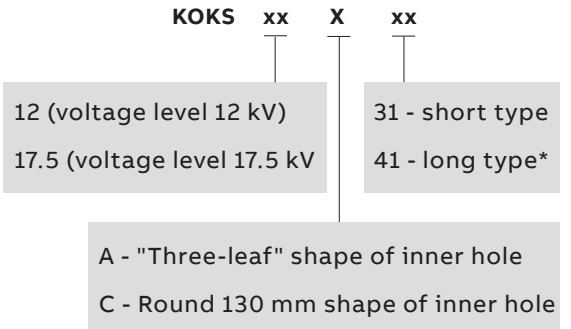 KOKS xx X xx
12 (voltage level 12 kV)
17.5 (voltage level 17.5 kV
31 - short type
41 - long type*
A - "Three-leaf" shape of inner hole
C - Round 130 mm shape of inner hole